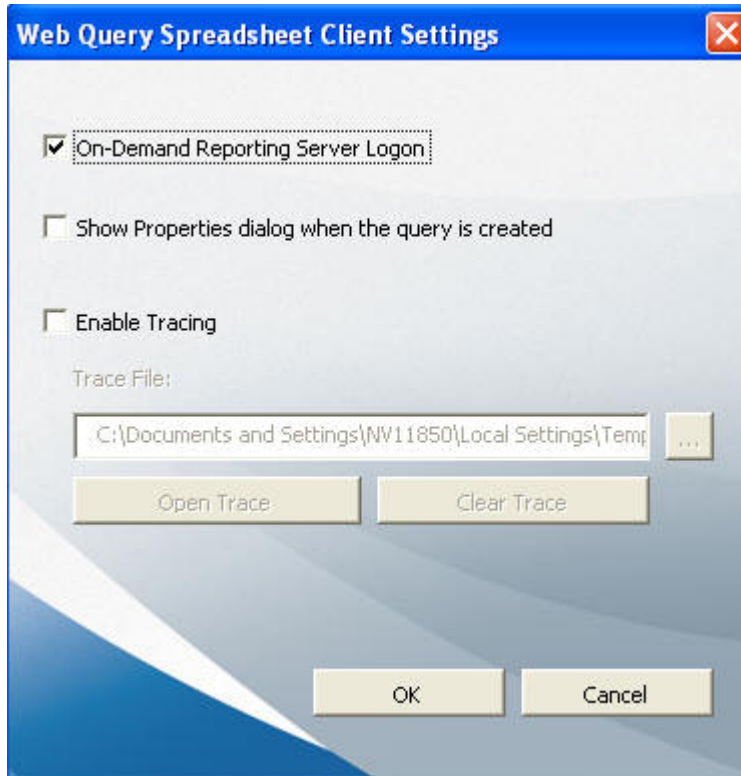 Web Query Spreadsheet Client Settings
On-Demand Reporting Server Logon
Show Properties dialog when the query is created
Enable Tracing
Trace File:
C:\Documents and Settings\NV11850\Local Settings\Temp
...
Open Trace Clear Trace
OK Cancel